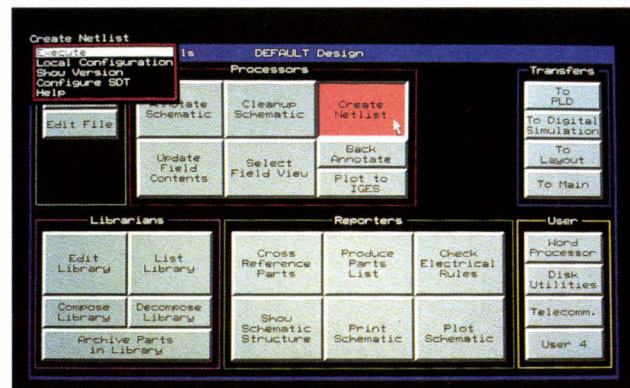 Create Netlist
Execute
Local Configuration
Show Version
Configure SDT
Help
ls DEFAULT Design
Processors
Transfers
Edit File
Annotate
Schematic
Cleanup
Schematic
Create
Netlist
Update
Field
Contents
Select
Field View
Back
Annotate
Plot to
IGES
To
PLD
To Digital
Simulation
To
Layout
To Main
Librarians
Edit
Library
List
Library
Compose
Library
Decompose
Library
Archive Parts
in Library
Reporters
Cross
Reference
Parts
Produce
Parts
List
Check
Electrical
Rules
Show
Schematic
Structure
Print
Schematic
Plot
Schematic
User
Word
Processor
Disk
Utilities
Telecomm.
User 4